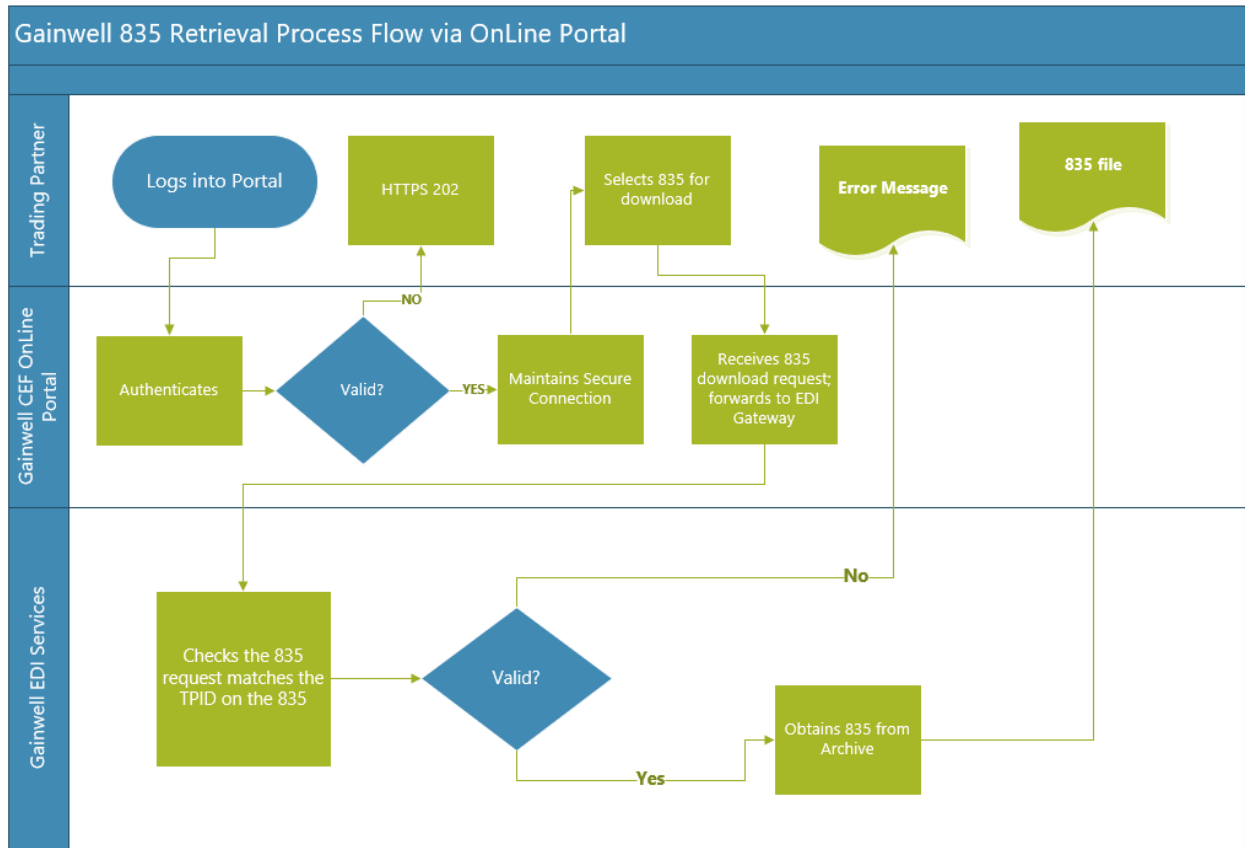 Gainwell 835 Retrieval Process Flow via OnLine Portal
Trading Partner
Logs into Portal
HTTPS 202
Selects 835 for
download
Error Message
835 file
NO
Gainwell CEF OnLine
Portal
Authenticates
Valid?
YES
Maintains Secure
Connection
Receives 835
download request;
forwards to EDI
Gateway
Gainwell EDI Services
Checks the 835
request matches the
TPID on the 835
Valid?
No
Yes
Obtains 835 from
Archive